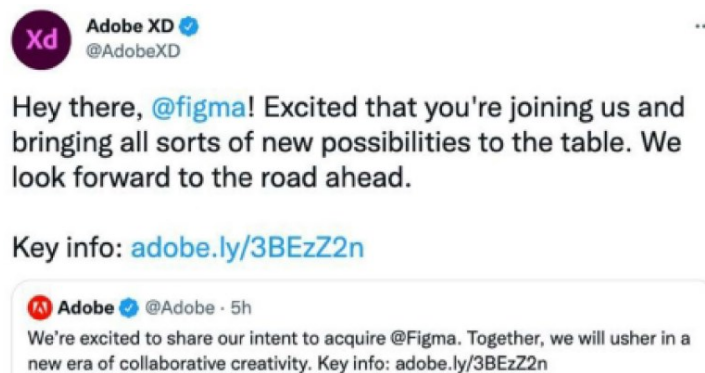 Xd
Adobe XD
@AdobeXD
Hey there, @figma! Excited that you're joining us and
bringing all sorts of new possibilities to the table. We
look forward to the road ahead.
Key info: adobe.ly/3BEzZ2n
Adobe @Adobe · 5h
We're excited to share our intent to acquire @Figma. Together, we will usher in a
new era of collaborative creativity. Key info: adobe.ly/3BEzZ2n